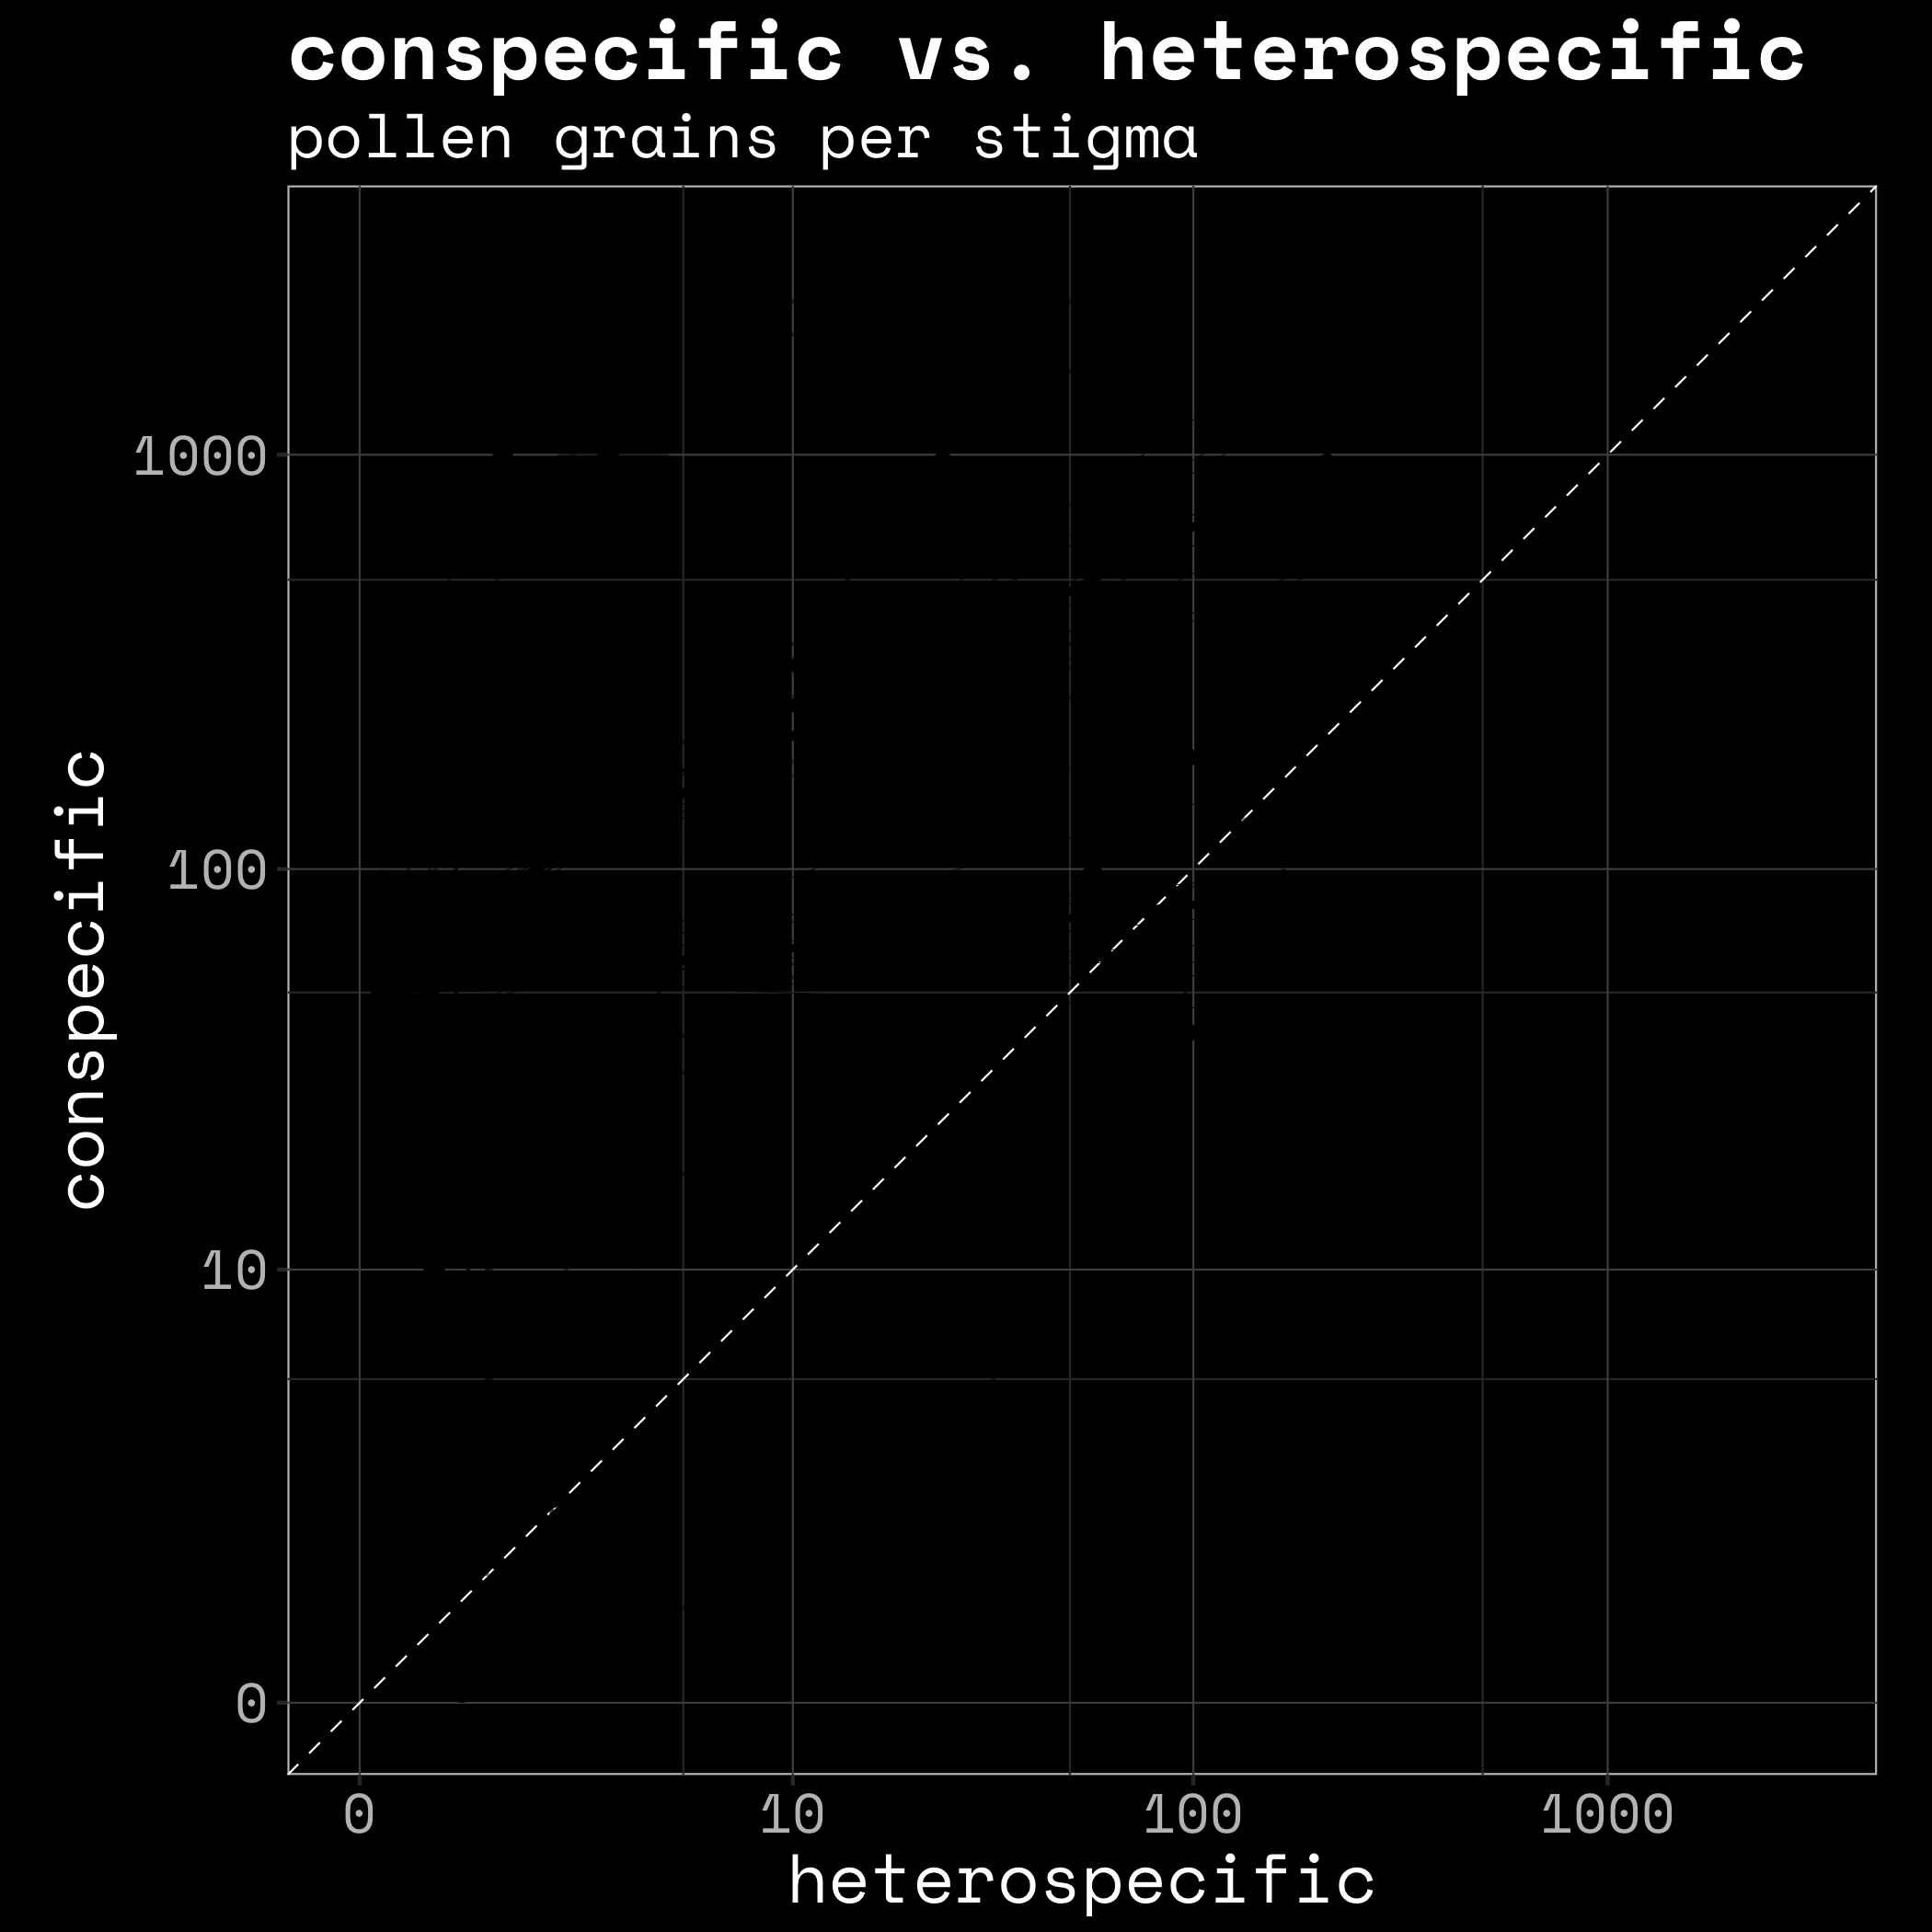 conspecific vs. heterospecific
pollen grains per stigma
conspecific
1000
100
10
0
0 10 100 1000
heterospecific